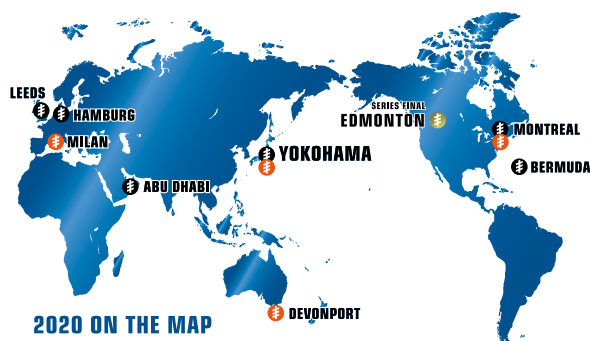 LEEDS
HAMBURG
MILAN
ABU DHABI
YOKOHAMA
SERIES FINAL
EDMONTON
MONTREAL
BERMUDA
DEVONPORT
2020 ON THE MAP